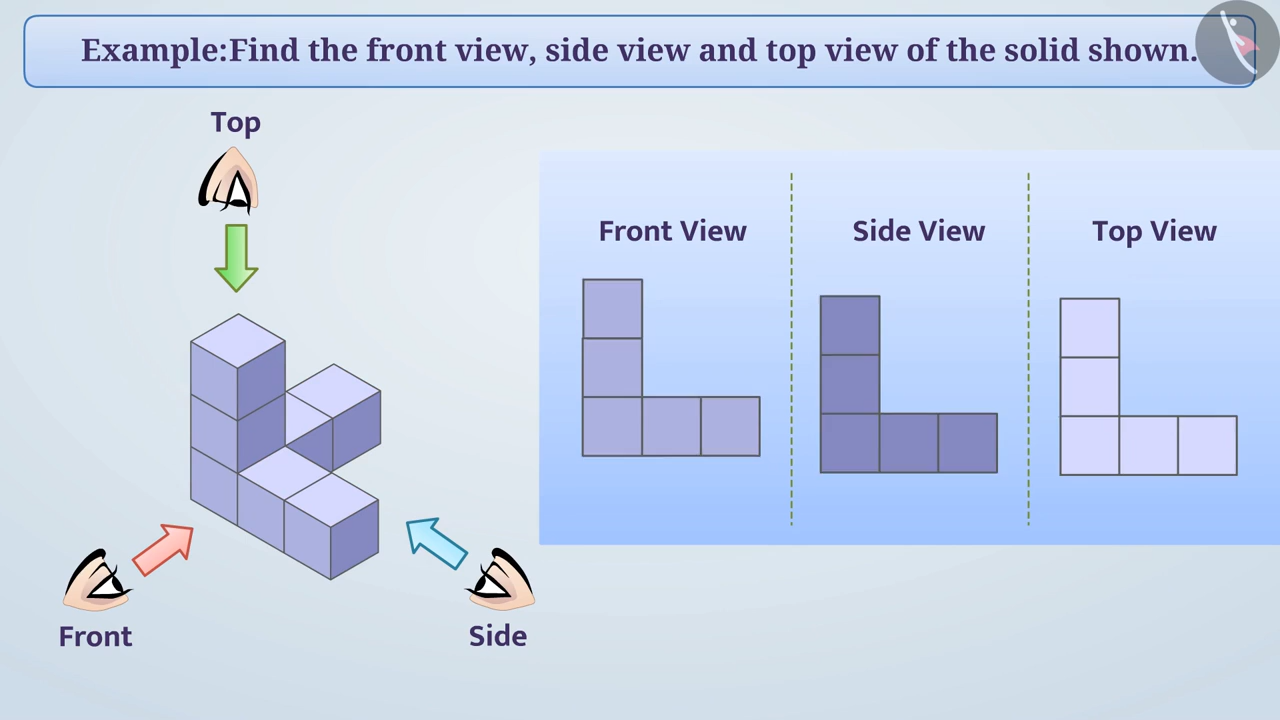 Example:Find the front view, side view and top view of the solid shown.
Top
Front View
Side View
Top View
Front
Side